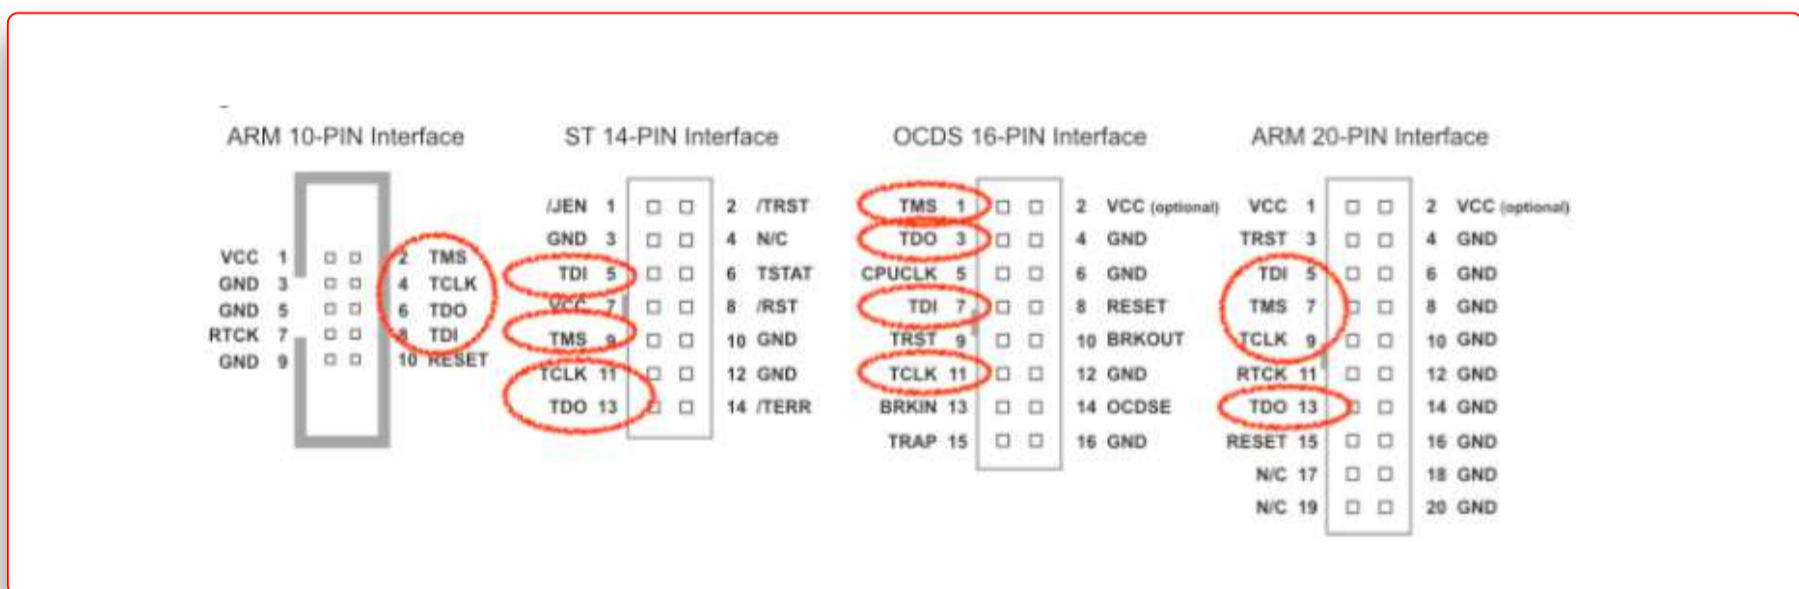 ARM 10-PIN Interface
VCC 1 2 TMS
GND 3 4 TCLK
GND 5 6 TDO
RTCK 7 8 TDI
GND 9 10 RESET
ST 14-PIN Interface
/JEN 1 2 /TRST
GND 3 4 N/C
TDI 5 6 TSTAT
VCC 7 8 /RST
TMS 9 10 GND
TCLK 11 12 GND
TDO 13 14 /TERR
OCDS 16-PIN Interface
TMS 1 2 VCC (optional)
TDO 3 4 GND
CPUCLK 5 6 GND
TDI 7 8 RESET
TRST 9 10 BRKOUT
TCLK 11 12 GND
BRKIN 13 14 OCDSE
TRAP 15 16 GND
ARM 20-PIN Interface
VCC 1 2 VCC (optional)
TRST 3 4 GND
TDI 5 6 GND
TMS 7 8 GND
TCLK 9 10 GND
RTCK 11 12 GND
TDO 13 14 GND
RESET 15 16 GND
N/C 17 18 GND
N/C 19 20 GND